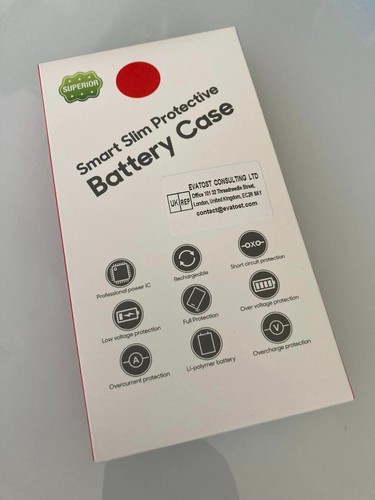 SUPERIOR
Smart Slim Protective
Battery Case
UK REP
EVATOST CONSULTING LTD
Office 101 32 Threadneedle Street,
London, United Kingdom, EC2R 8AY
contact@evatost.com
Professional power IC
Rechargeable
Short circuit protection
Low voltage protection
Full Protection
Over voltage protection
A
Overcurrent protection
Li-polymer battery
V
Overcharge protection